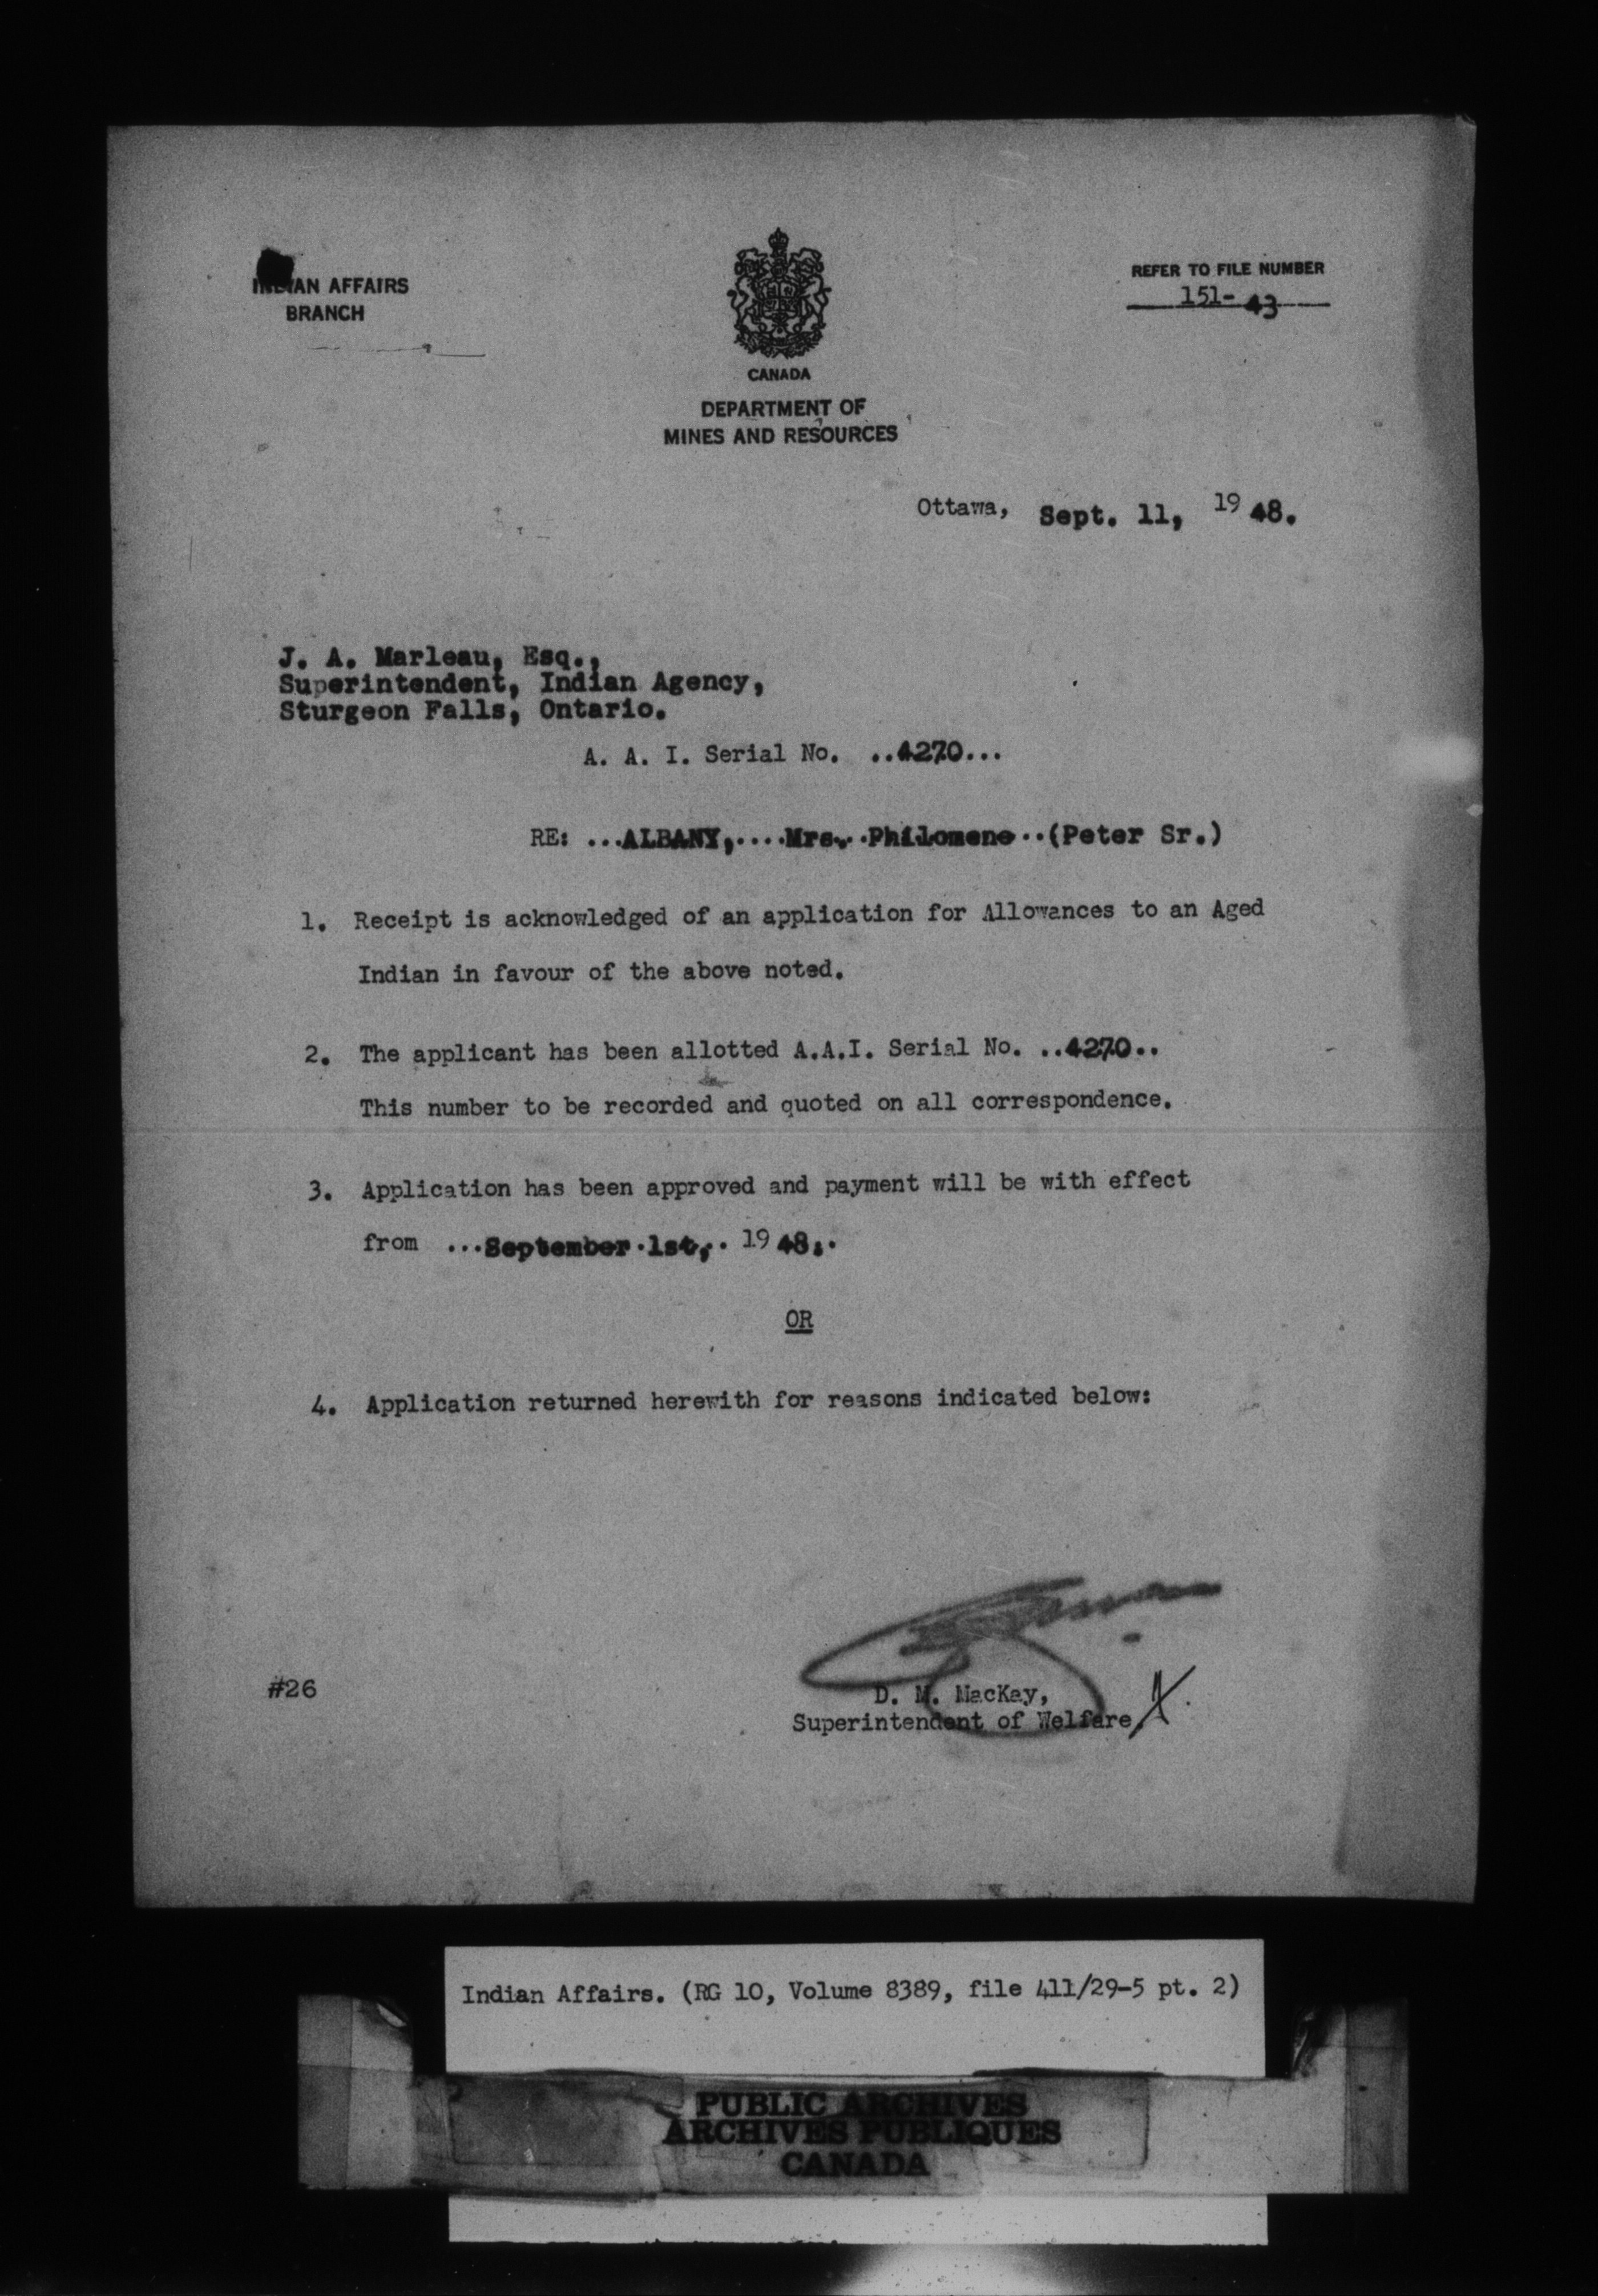 INDIAN AFFAIRS
BRANCH
REFER TO FILE NUMBER
151-43
CANADA
DEPARTMENT OF
MINES AND RESOURCES
Ottawa, Sept. 11, 1948.
J. A. Marleau, Esq.,
Superintendent, Indian Agency,
Sturgeon Falls, Ontario.
A. A. I. Serial No. ..4270...
RE: ...ALBANY,....Mrs...Philomene..(Peter Sr.)
1. Receipt is acknowledged of an application for Allowances to an Aged
Indian in favour of the above noted.
2. The applicant has been allotted A.A.I. Serial No. ..4270..
This number to be recorded and quoted on all correspondence.
3. Application has been approved and payment will be with effect
from ...September.1st,.. 1948..
OR
4. Application returned herewith for reasons indicated below:
#26
D. M. MacKay,
Superintendent of Welfare.
Indian Affairs. (RG 10, Volume 8389, file 411/29-5 pt. 2)
PUBLIC ARCHIVES
ARCHIVES PUBLIQUES
CANADA